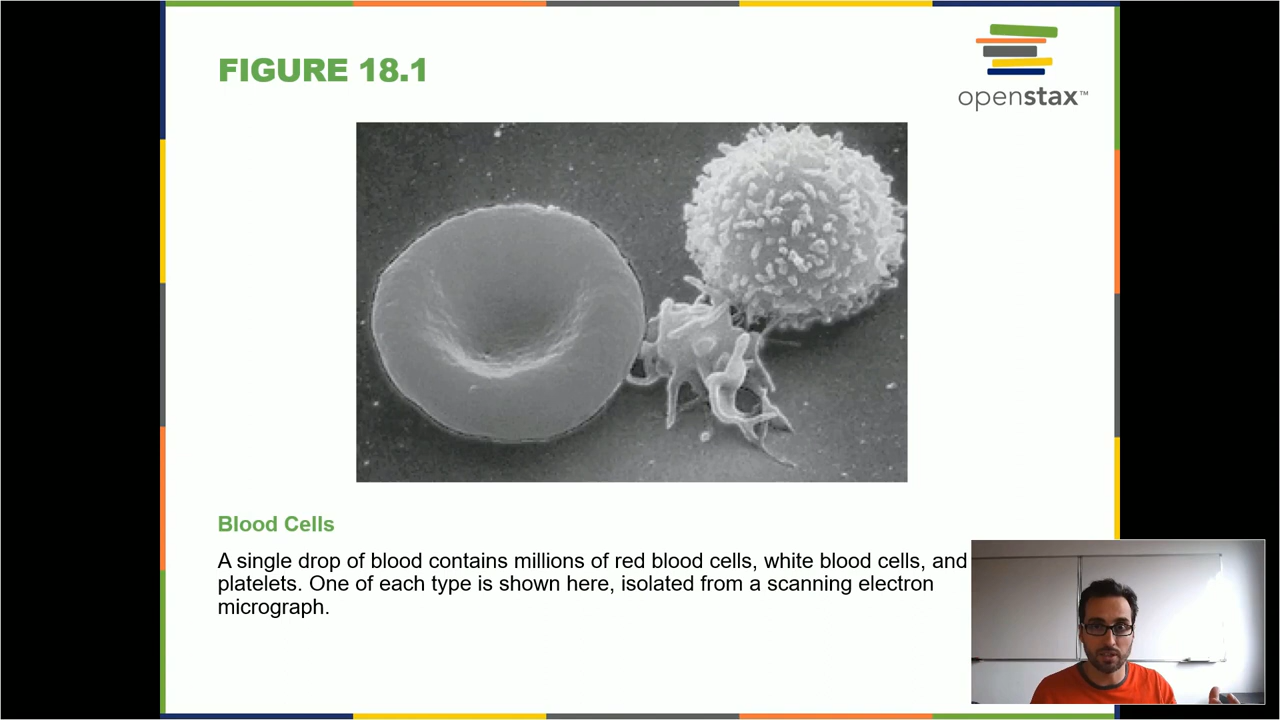 FIGURE 18.1
openstax™
Blood Cells
A single drop of blood contains millions of red blood cells, white blood cells, and
platelets. One of each type is shown here, isolated from a scanning electron
micrograph.